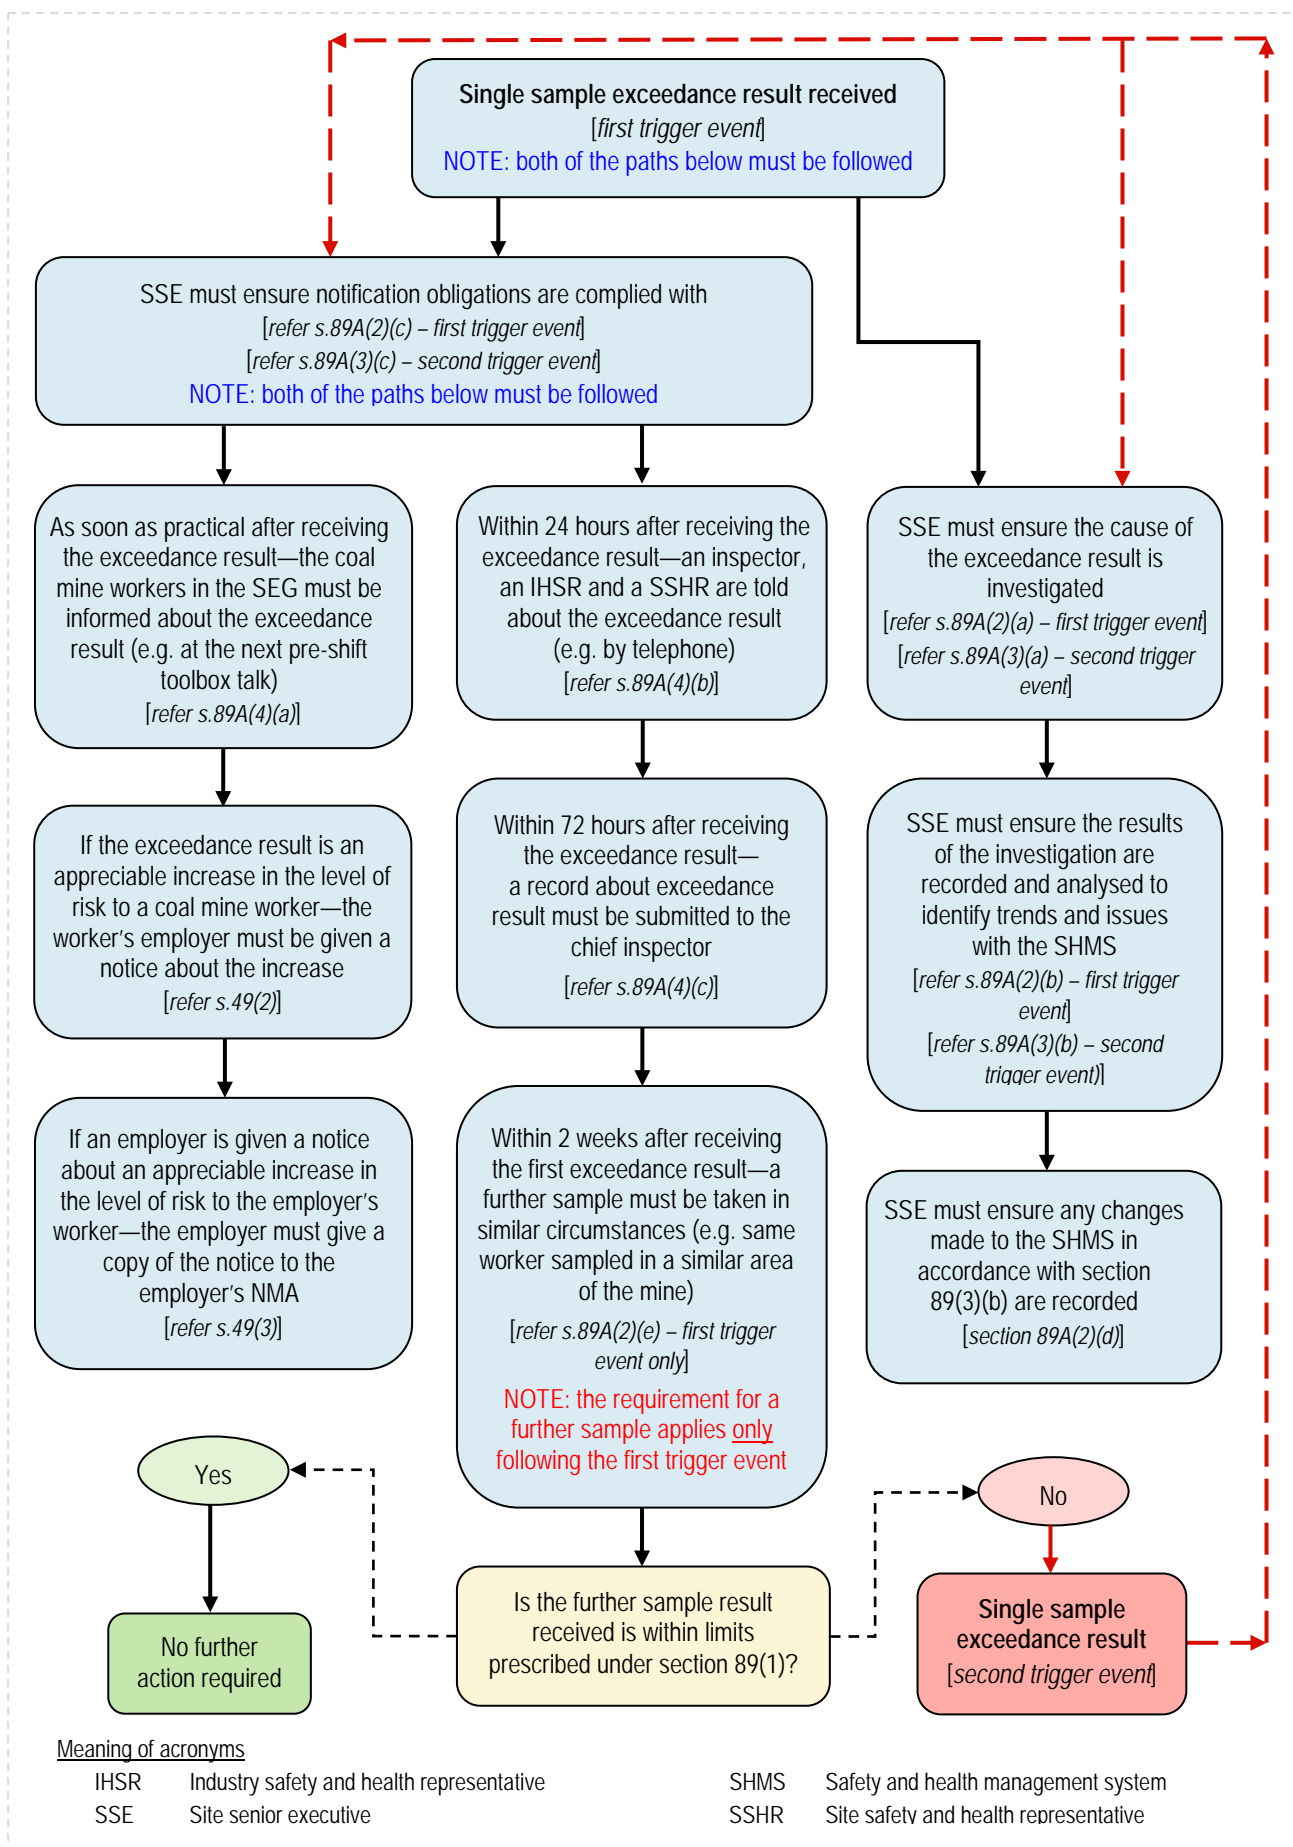 Single sample exceedance result received
[first trigger event]
NOTE: both of the paths below must be followed
SSE must ensure notification obligations are complied with
[refer s.89A(2)(c) – first trigger event]
[refer s.89A(3)(c) – second trigger event]
NOTE: both of the paths below must be followed
As soon as practical after receiving
the exceedance result—the coal
mine workers in the SEG must be
informed about the exceedance
result (e.g. at the next pre-shift
toolbox talk)
[refer s.89A(4)(a)]
Within 24 hours after receiving the
exceedance result—an inspector,
an IHSR and a SSHR are told
about the exceedance result
(e.g. by telephone)
[refer s.89A(4)(b)]
SSE must ensure the cause of
the exceedance result is
investigated
[refer s.89A(2)(a) – first trigger event]
[refer s.89A(3)(a) – second trigger
event]
If the exceedance result is an
appreciable increase in the level of
risk to a coal mine worker—the
worker's employer must be given a
notice about the increase
[refer s.49(2)]
Within 72 hours after receiving
the exceedance result—
a record about exceedance
result must be submitted to the
chief inspector
[refer s.89A(4)(c)]
SSE must ensure the results
of the investigation are
recorded and analysed to
identify trends and issues
with the SHMS
[refer s.89A(2)(b) – first trigger
event]
[refer s.89A(3)(b) – second
trigger event)]
If an employer is given a notice
about an appreciable increase in
the level of risk to the employer's
worker—the employer must give a
copy of the notice to the
employer's NMA
[refer s.49(3)]
Within 2 weeks after receiving
the first exceedance result—a
further sample must be taken in
similar circumstances (e.g. same
worker sampled in a similar area
of the mine)
[refer s.89A(2)(e) – first trigger
event only]
NOTE: the requirement for a
further sample applies only
following the first trigger event
SSE must ensure any changes
made to the SHMS in
accordance with section
89(3)(b) are recorded
[section 89A(2)(d)]
Yes
No
No further
action required
Is the further sample result
received is within limits
prescribed under section 89(1)?
Single sample
exceedance result
[second trigger event]
Meaning of acronyms
IHSR Industry safety and health representative
SHMS Safety and health management system
SSE Site senior executive
SSHR Site safety and health representative